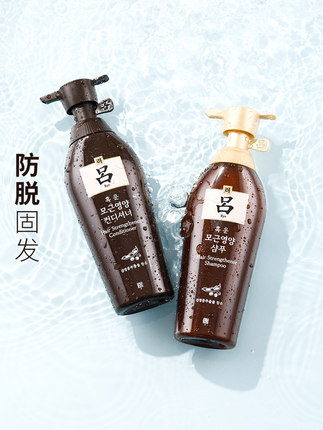 防脱固发
呂
Ryo
흑운
모근영양
컨디셔너
Hair Strengthener
Conditioner
呂
Ryo
흑운
모근영양
샴푸
Hair Strengthener
Shampoo